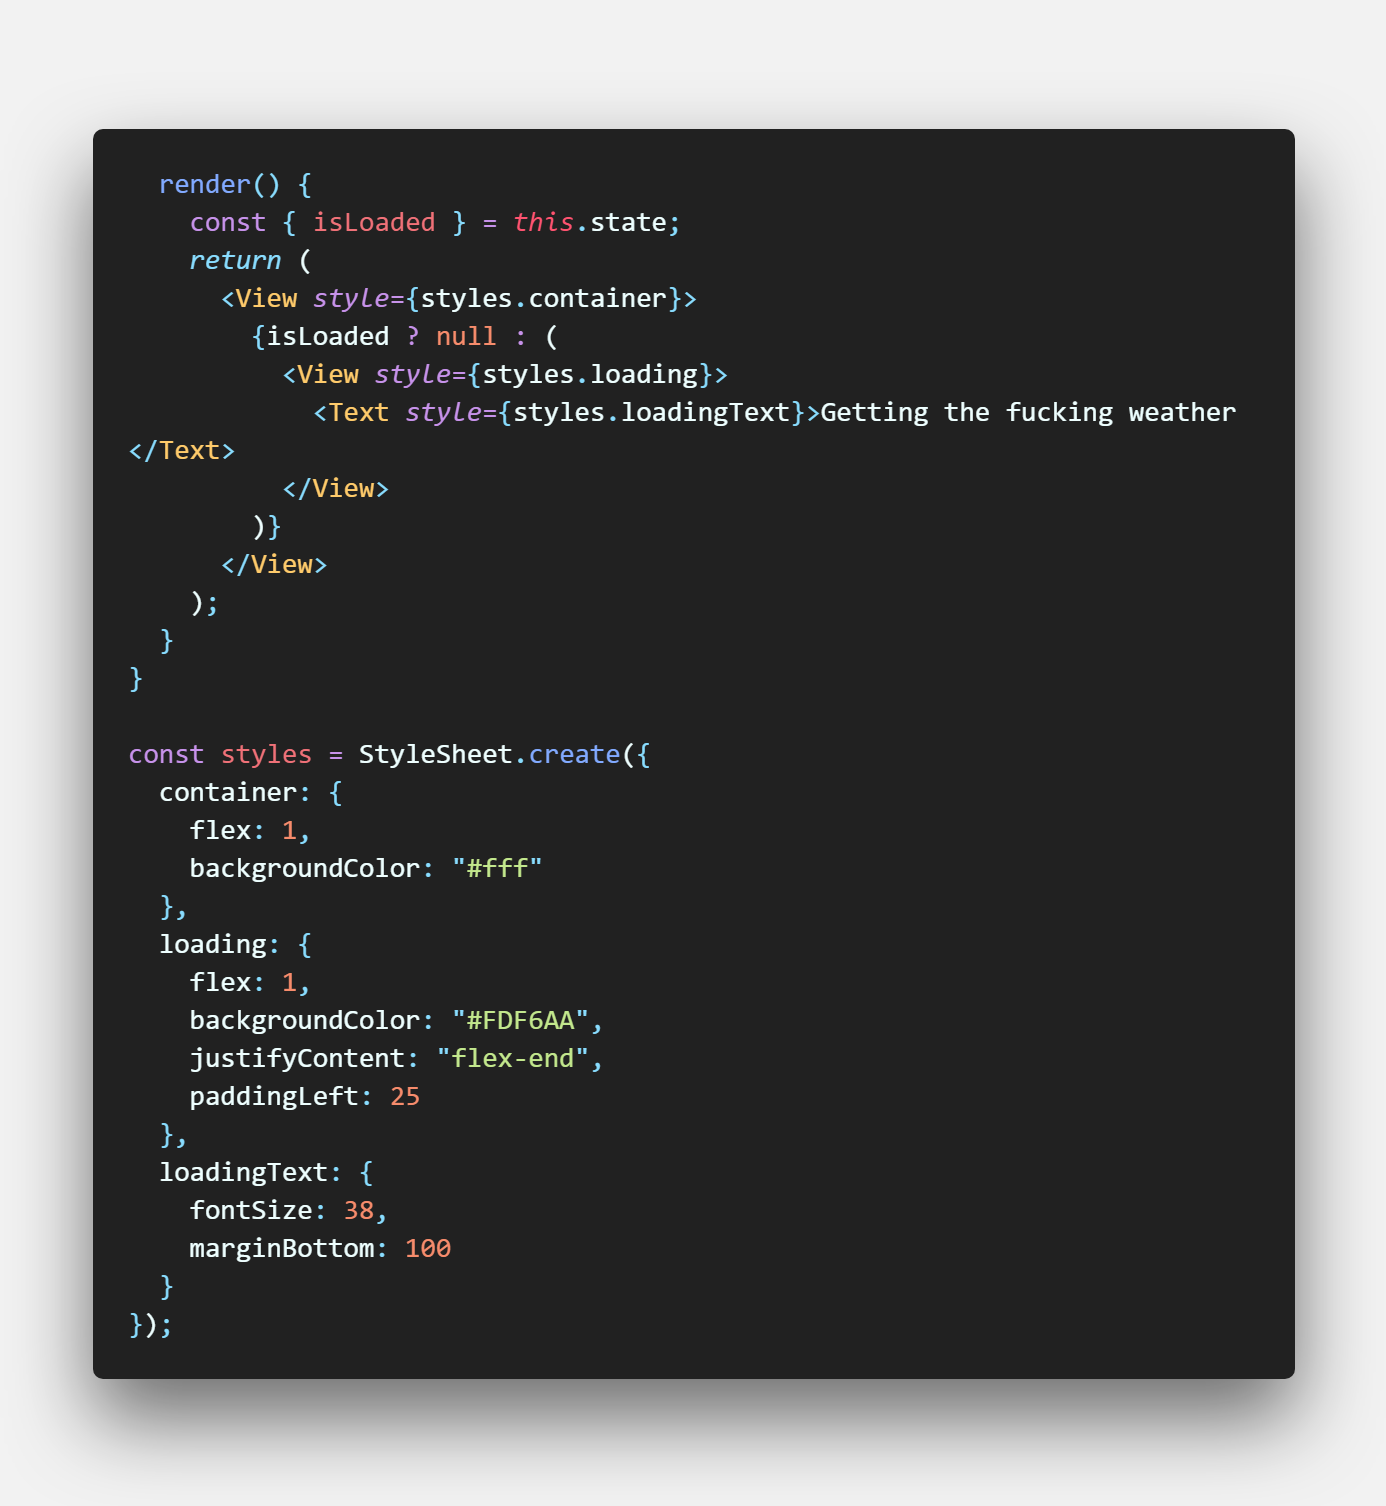 render() {
const { isLoaded } = this.state;
return (
<View style={styles.container}>
{isLoaded ? null : (
<View style={styles.loading}>
<Text style={styles.loadingText}>Getting the fucking weather
</Text>
</View>
)}
</View>
);
}
}
const styles = StyleSheet.create({
container: {
flex: 1,
backgroundColor: "#fff"
},
loading: {
flex: 1,
backgroundColor: "#FDF6AA",
justifyContent: "flex-end",
paddingLeft: 25
},
loadingText: {
fontSize: 38,
marginBottom: 100
}
});